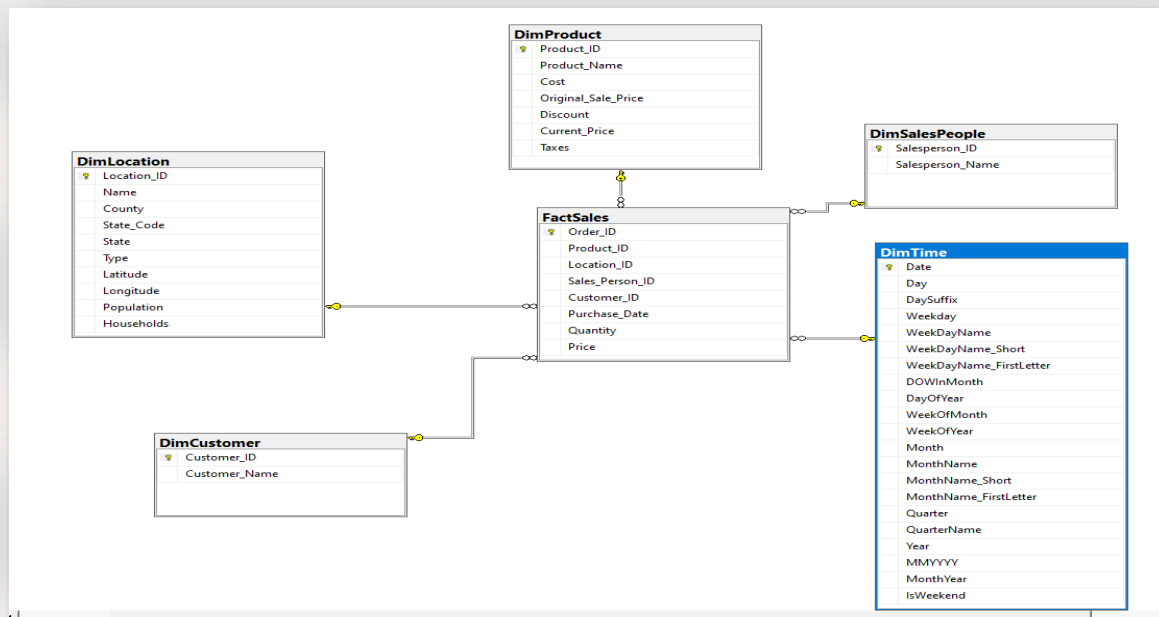 DimProduct
Product_ID
Product_Name
Cost
Original_Sale_Price
Discount
Current_Price
Taxes
DimSalesPeople
Salesperson_ID
Salesperson_Name
DimLocation
Location_ID
Name
County
State_Code
State
Type
Latitude
Longitude
Population
Households
FactSales
Order_ID
Product_ID
Location_ID
Sales_Person_ID
Customer_ID
Purchase_Date
Quantity
Price
DimTime
Date
Day
DaySuffix
Weekday
WeekDayName
WeekDayName_Short
WeekDayName_FirstLetter
DOWInMonth
DayOfYear
WeekOfMonth
WeekOfYear
Month
MonthName
MonthName_Short
MonthName_FirstLetter
Quarter
QuarterName
Year
MMYYYY
MonthYear
IsWeekend
DimCustomer
Customer_ID
Customer_Name